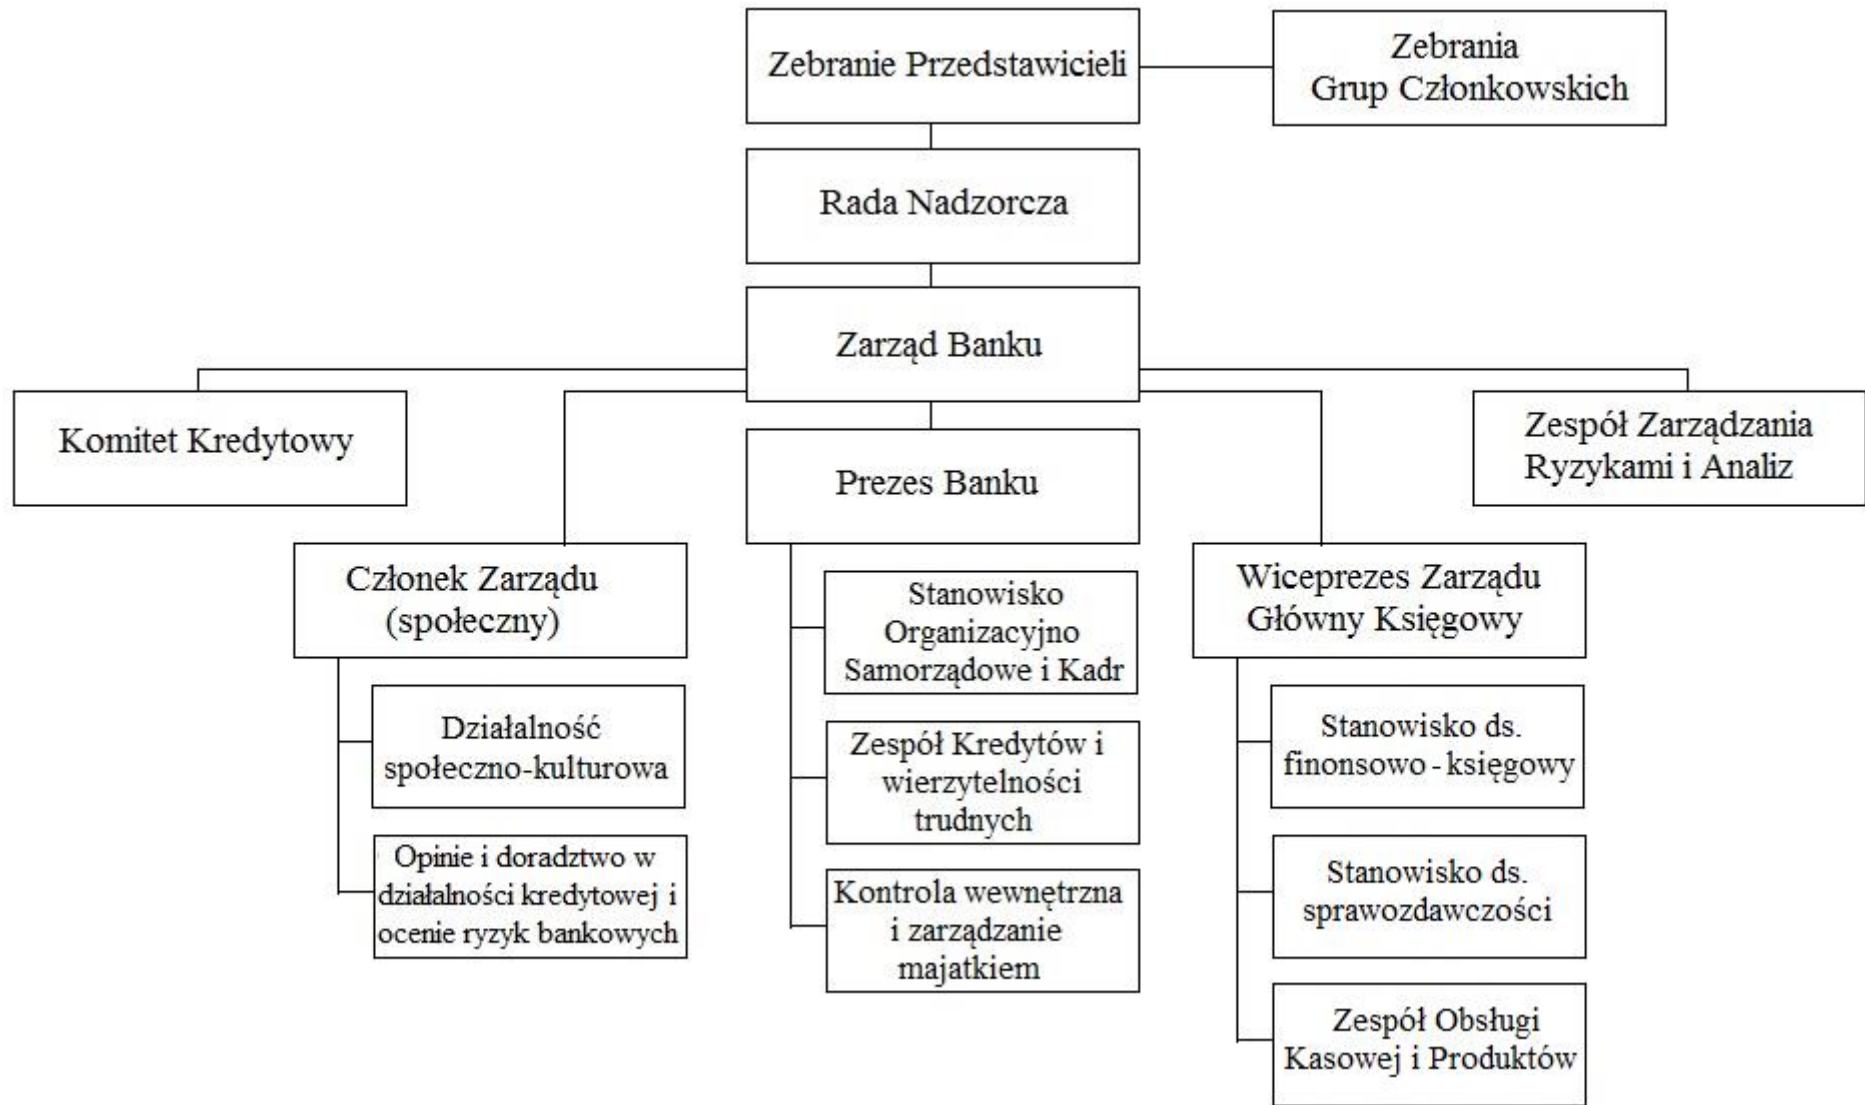 Zebranie Przedstawicieli
Zebrania
Grup Członkowskich
Rada Nadzorcza
Zarząd Banku
Komitet Kredytowy
Prezes Banku
Zespół Zarządzania
Ryzykami i Analiz
Członek Zarządu
(społeczny)
Działalność
społeczno-kulturowa
Opinie i doradztwo w
działalności kredytowej i
ocenie ryzyk bankowych
Stanowisko
Organizacyjno
Samorządowe i Kadr
Zespół Kredytów i
wierzytelności
trudnych
Kontrola wewnętrzna
i zarządzanie
majatkiem
Wiceprezes Zarządu
Główny Księgowy
Stanowisko ds.
finonsowo - księgowy
Stanowisko ds.
sprawozdawczości
Zespół Obsługi
Kasowej i Produktów